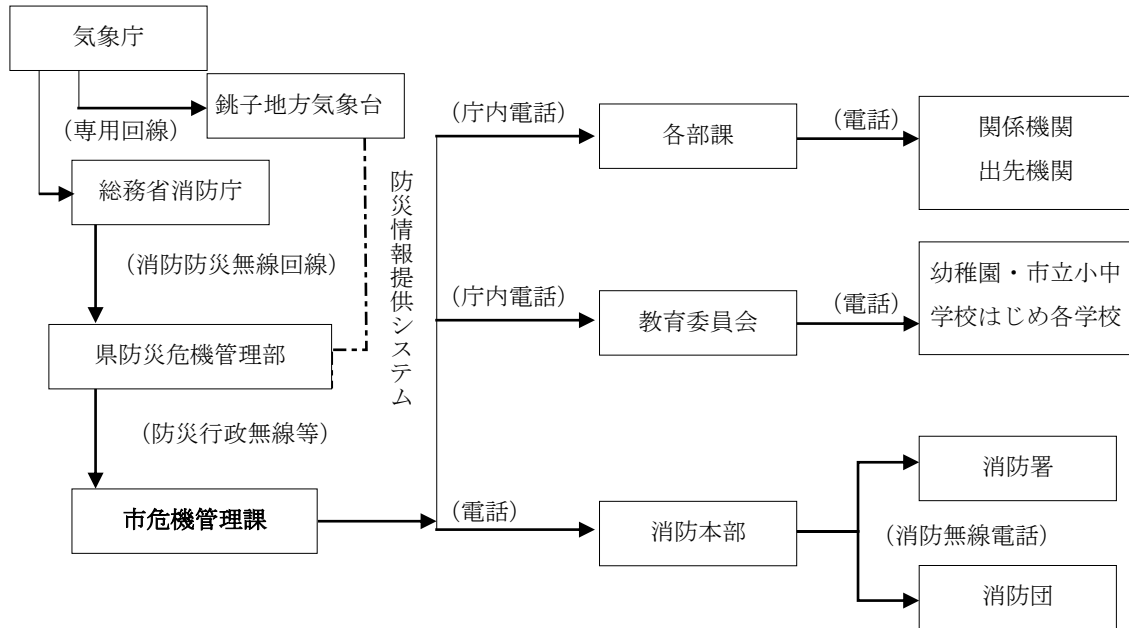 気象庁
銚子地方気象台
(専用回線)
総務省消防庁
(消防防災無線回線)
県防災危機管理部
防災情報提供システム
(防災行政無線等)
市危機管理課
(庁内電話)
各部課
(電話)
関係機関
出先機関
(庁内電話)
教育委員会
(電話)
幼稚園・市立小中
学校はじめ各学校
(電話)
消防本部
消防署
(消防無線電話)
消防団